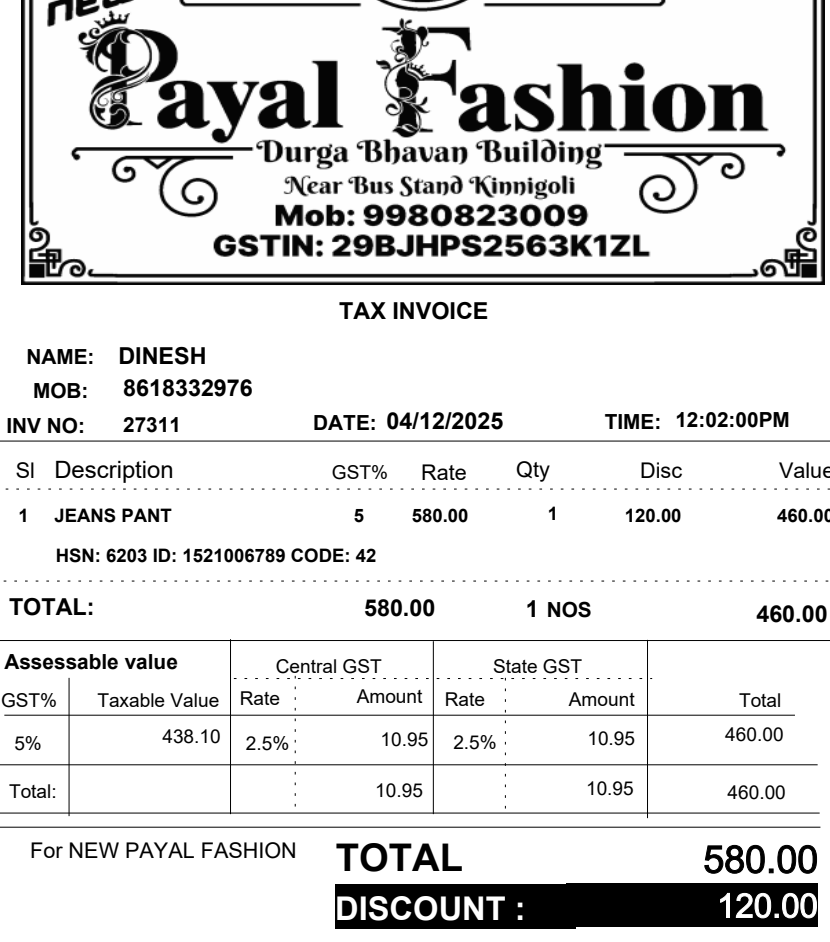 new
Payal Fashion
Durga Bhavan Building
Near Bus Stand Kinnigoli
Mob: 9980823009
GSTIN: 29BJHPS2563K1ZL
TAX INVOICE
NAME: DINESH
MOB: 8618332976
INV NO: 27311 DATE: 04/12/2025 TIME: 12:02:00PM
Sl Description GST% Rate Qty Disc Value
1 JEANS PANT 5 580.00 1 120.00 460.00
HSN: 6203 ID: 1521006789 CODE: 42
TOTAL: 580.00 1 NOS 460.00
Assessable value Central GST State GST
GST% Taxable Value Rate Amount Rate Amount Total
5% 438.10 2.5% 10.95 2.5% 10.95 460.00
Total: 10.95 10.95 460.00
For NEW PAYAL FASHION TOTAL 580.00
DISCOUNT : 120.00